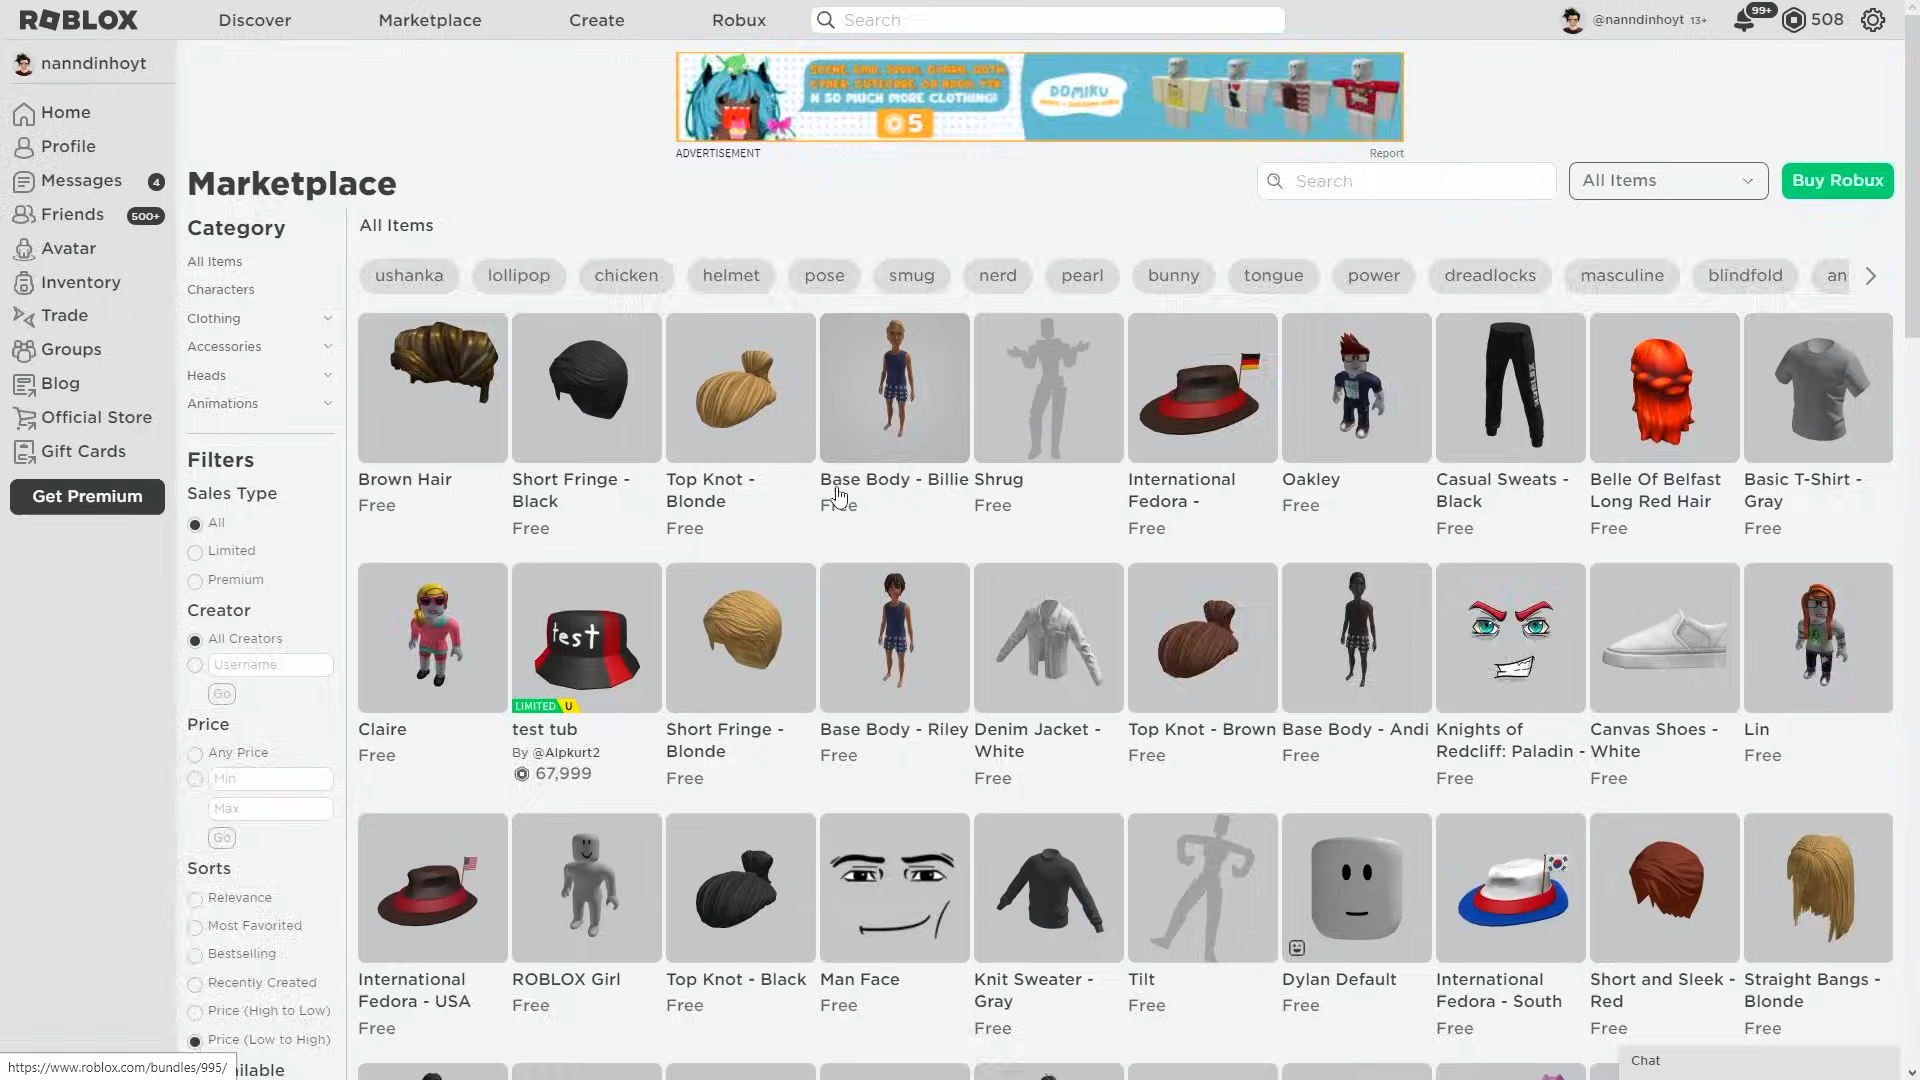 ROBLOX
Discover
Marketplace
Create
Robux
Search
@nanndinhoyt 13+
99+
508
nanndinhoyt
Home
Profile
Messages 4
Friends 500+
Avatar
Inventory
Trade
Groups
Blog
Official Store
Gift Cards
Get Premium
N SO MUCH MORE CLOTHING!
5
DOMIKU
ADVERTISEMENT
Report
Marketplace
Search
All Items
Buy Robux
Category
All Items
Characters
Clothing
Accessories
Heads
Animations
Filters
Sales Type
All
Limited
Premium
Creator
All Creators
Username
Go
Price
Any Price
Min
Max
Go
Sorts
Relevance
Most Favorited
Bestselling
Recently Created
Price (High to Low)
Price (Low to High)
ilable
https://www.roblox.com/bundles/995/
All Items
ushanka
lollipop
chicken
helmet
pose
smug
nerd
pearl
bunny
tongue
power
dreadlocks
masculine
blindfold
an
Brown Hair
Free
Short Fringe -
Black
Free
Top Knot -
Blonde
Free
Base Body - Billie
Free
Shrug
Free
International
Fedora -
Free
Oakley
Free
ROBLOX
Casual Sweats -
Black
Free
Belle Of Belfast
Long Red Hair
Free
Basic T-Shirt -
Gray
Free
Claire
Free
test
LIMITED U
test tub
By @Alpkurt2
67,999
Short Fringe -
Blonde
Free
Base Body - Riley
Free
Denim Jacket -
White
Free
Top Knot - Brown
Free
Base Body - Andi
Free
Knights of
Redcliff: Paladin -
Free
Canvas Shoes -
White
Free
Lin
Free
International
Fedora - USA
Free
ROBLOX Girl
Free
Top Knot - Black
Free
Man Face
Free
Knit Sweater -
Gray
Free
Tilt
Free
Dylan Default
Free
International
Fedora - South
Free
Short and Sleek -
Red
Free
Straight Bangs -
Blonde
Free
Chat